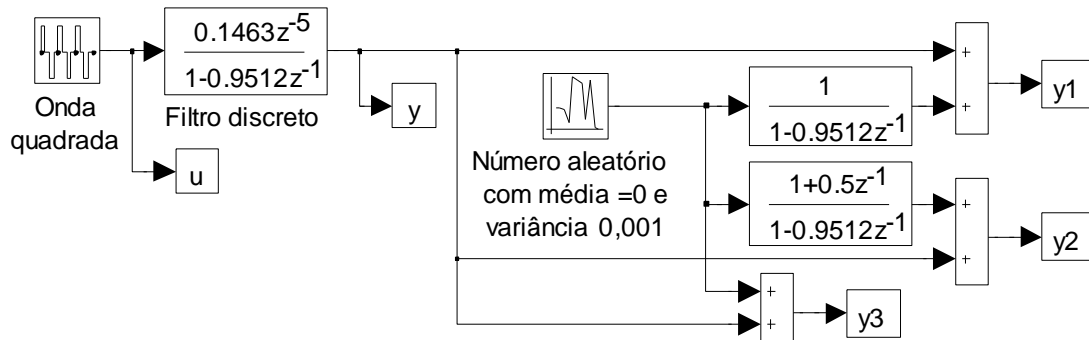 0.1463z-5
1-0.9512z-1
Onda
quadrada
Filtro discreto
u
y
Número aleatório
com média =0 e
variância 0,001
1
1-0.9512z-1
1+0.5z-1
1-0.9512z-1
+
+
y1
+
+
y2
+
+
y3